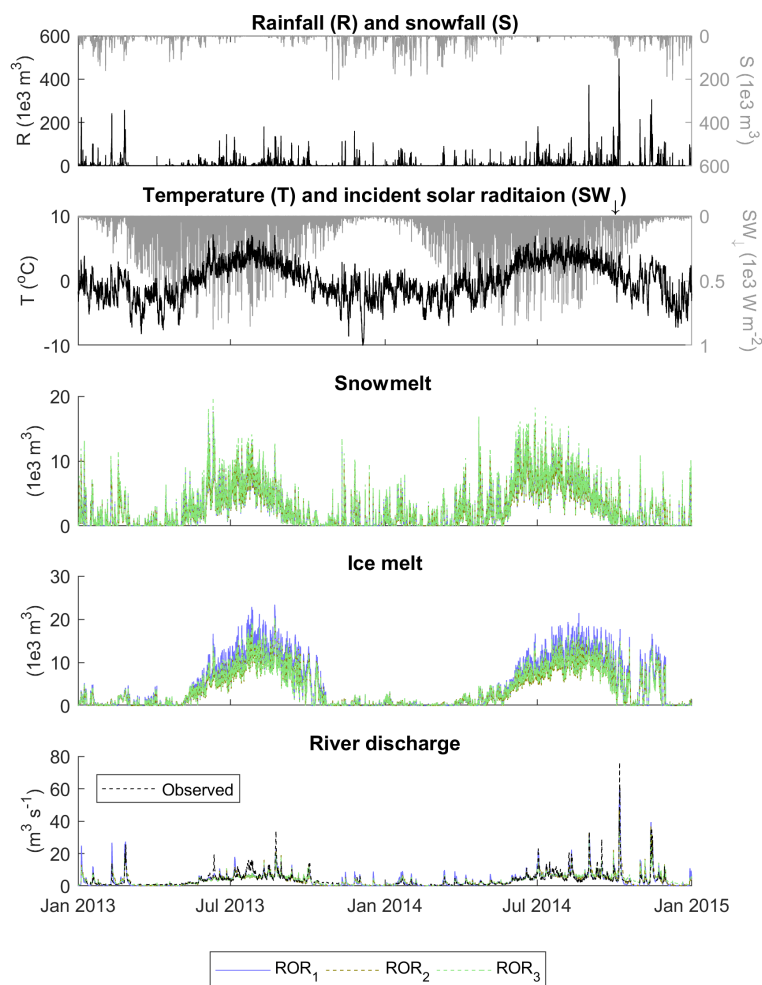 Rainfall (R) and snowfall (S)
600
400
200
0
R (1e3 m³)
0
200
400
600
S (1e3 m³)
Temperature (T) and incident solar raditaion (SW↓)
10
0
-10
T (°C)
0
0.5
1
SW↓ (1e3 W m⁻²)
Snowmelt
20
10
0
(1e3 m³)
Ice melt
30
20
10
0
(1e3 m³)
River discharge
80
60
40
20
0
(m³ s⁻¹)
Observed
Jan 2013 Jul 2013 Jan 2014 Jul 2014 Jan 2015
ROR₁ ROR₂ ROR₃